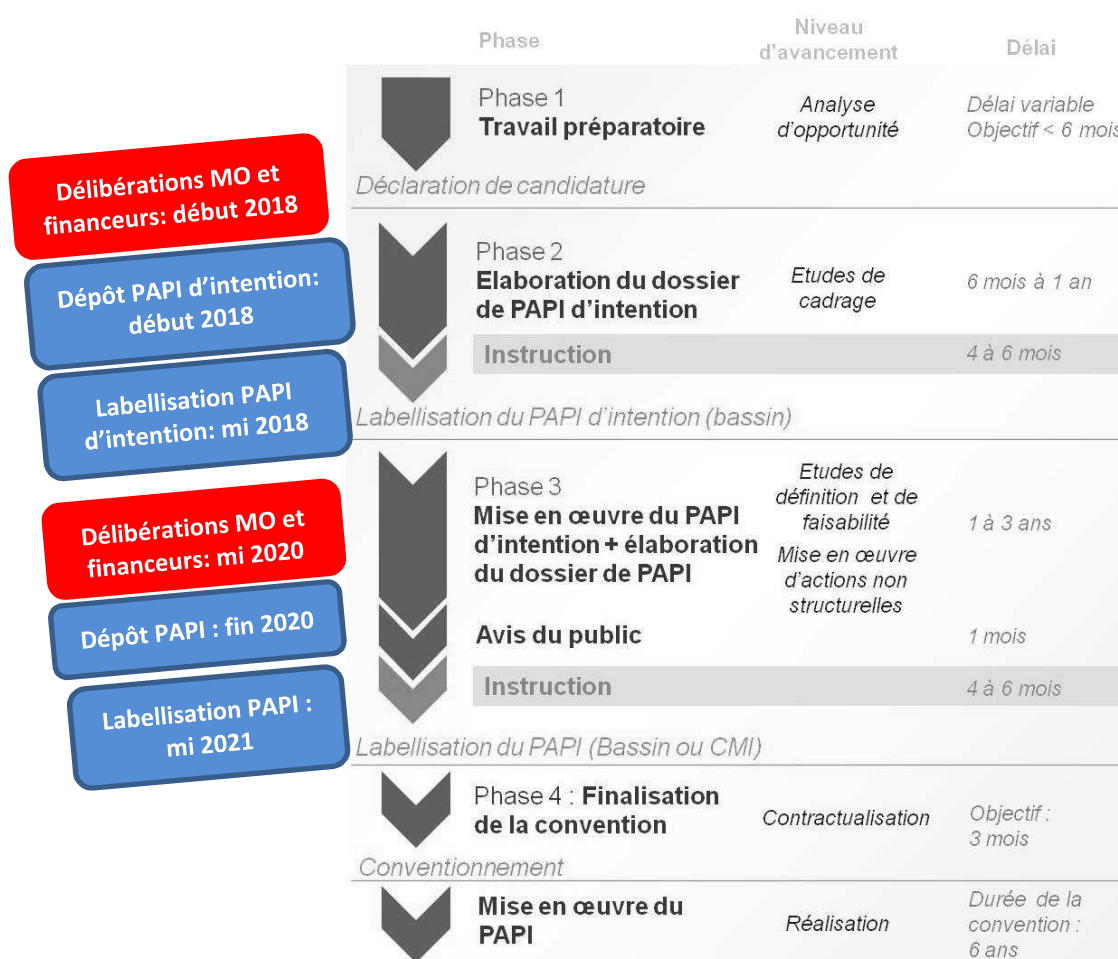 Phase
Niveau
d'avancement
Délai
Phase 1
Travail préparatoire
Analyse
d'opportunité
Délai variable
Objectif < 6 mois
Déclaration de candidature
Délibérations MO et
financeurs: début 2018
Dépôt PAPI d'intention:
début 2018
Labellisation PAPI
d'intention: mi 2018
Phase 2
Elaboration du dossier
de PAPI d'intention
Etudes de
cadrage
6 mois à 1 an
Instruction
4 à 6 mois
Labellisation du PAPI d'intention (bassin)
Délibérations MO et
financeurs: mi 2020
Dépôt PAPI : fin 2020
Labellisation PAPI :
mi 2021
Phase 3
Mise en œuvre du PAPI
d'intention + élaboration
du dossier de PAPI
Etudes de
définition et de
faisabilité
Mise en œuvre
d'actions non
structurelles
1 à 3 ans
Avis du public
1 mois
Instruction
4 à 6 mois
Labellisation du PAPI (Bassin ou CMI)
Phase 4 : Finalisation
de la convention
Contractualisation
Objectif :
3 mois
Conventionnement
Mise en œuvre du
PAPI
Réalisation
Durée de la
convention :
6 ans